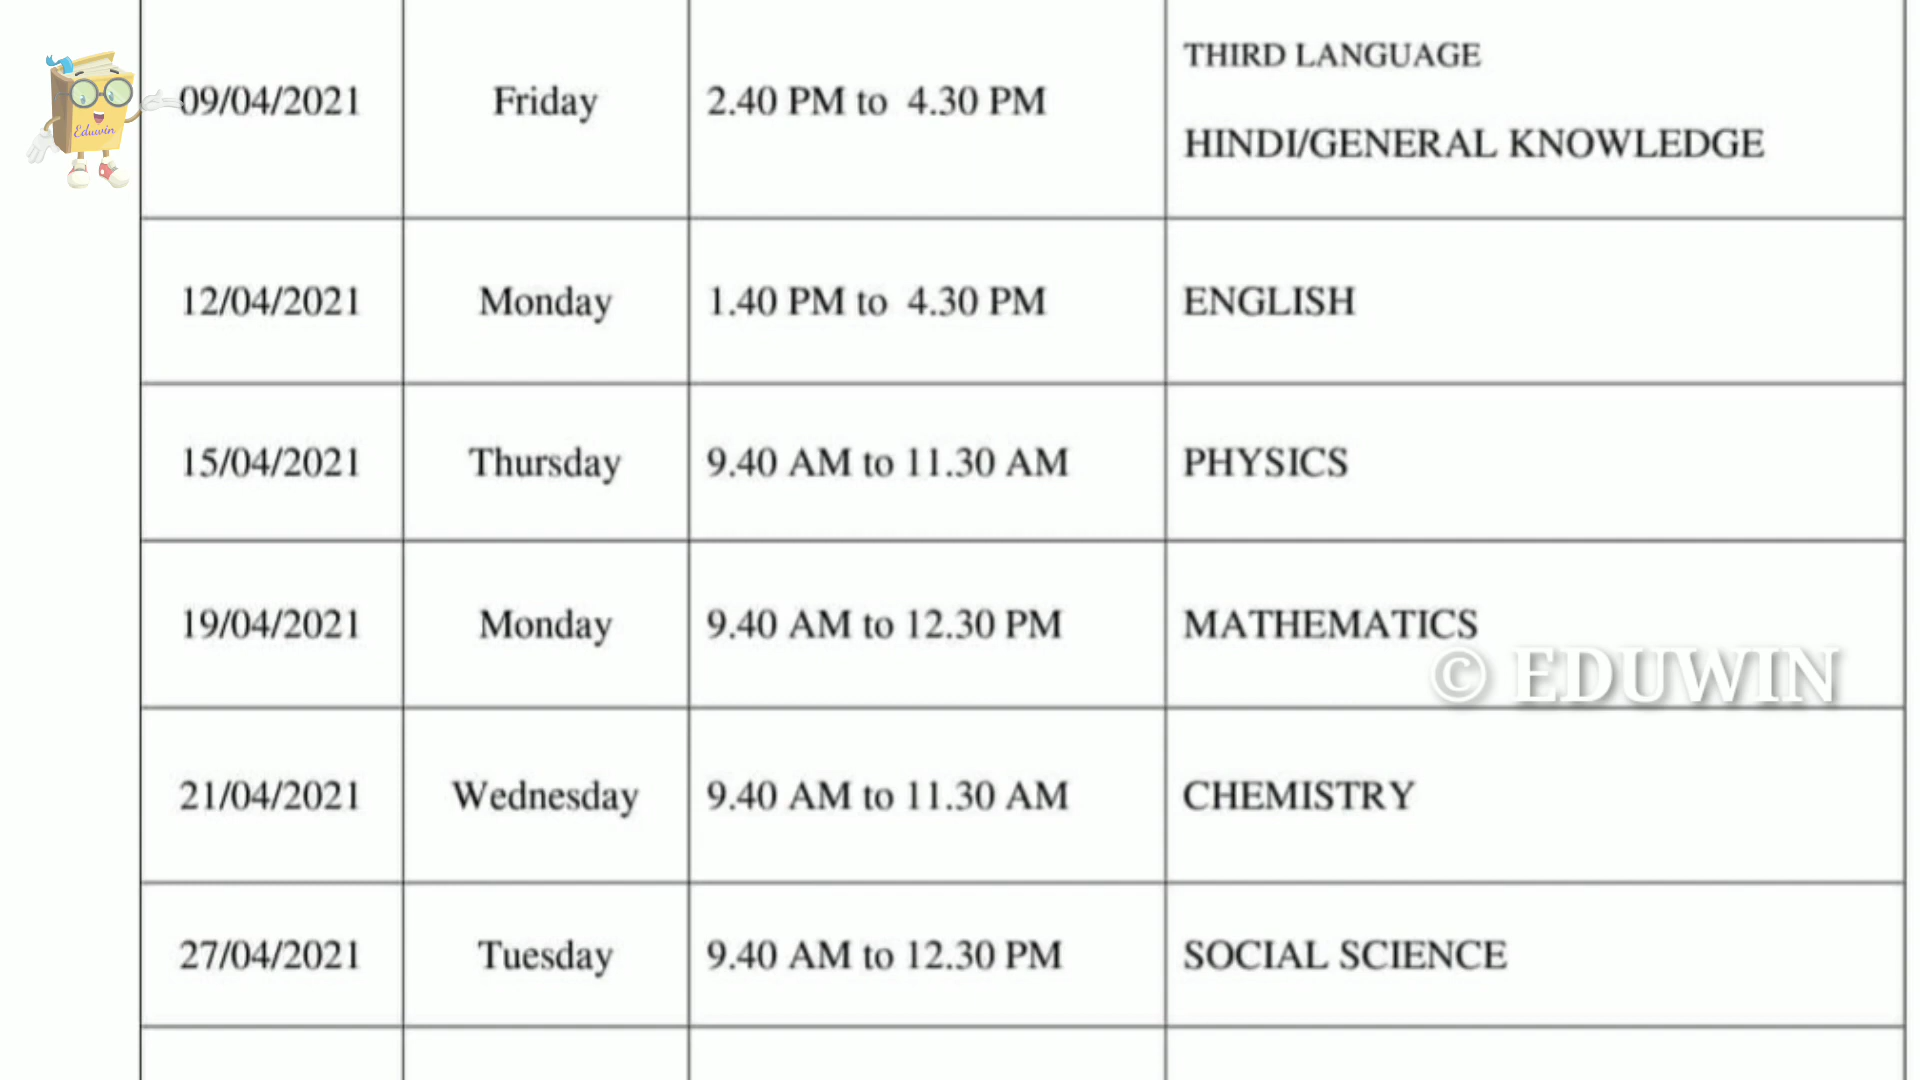 THIRD LANGUAGE
09/04/2021 Friday 2.40 PM to 4.30 PM
HINDI/GENERAL KNOWLEDGE
Eduwin
12/04/2021 Monday 1.40 PM to 4.30 PM ENGLISH
15/04/2021 Thursday 9.40 AM to 11.30 AM PHYSICS
19/04/2021 Monday 9.40 AM to 12.30 PM MATHEMATICS
© EDUWIN
21/04/2021 Wednesday 9.40 AM to 11.30 AM CHEMISTRY
27/04/2021 Tuesday 9.40 AM to 12.30 PM SOCIAL SCIENCE